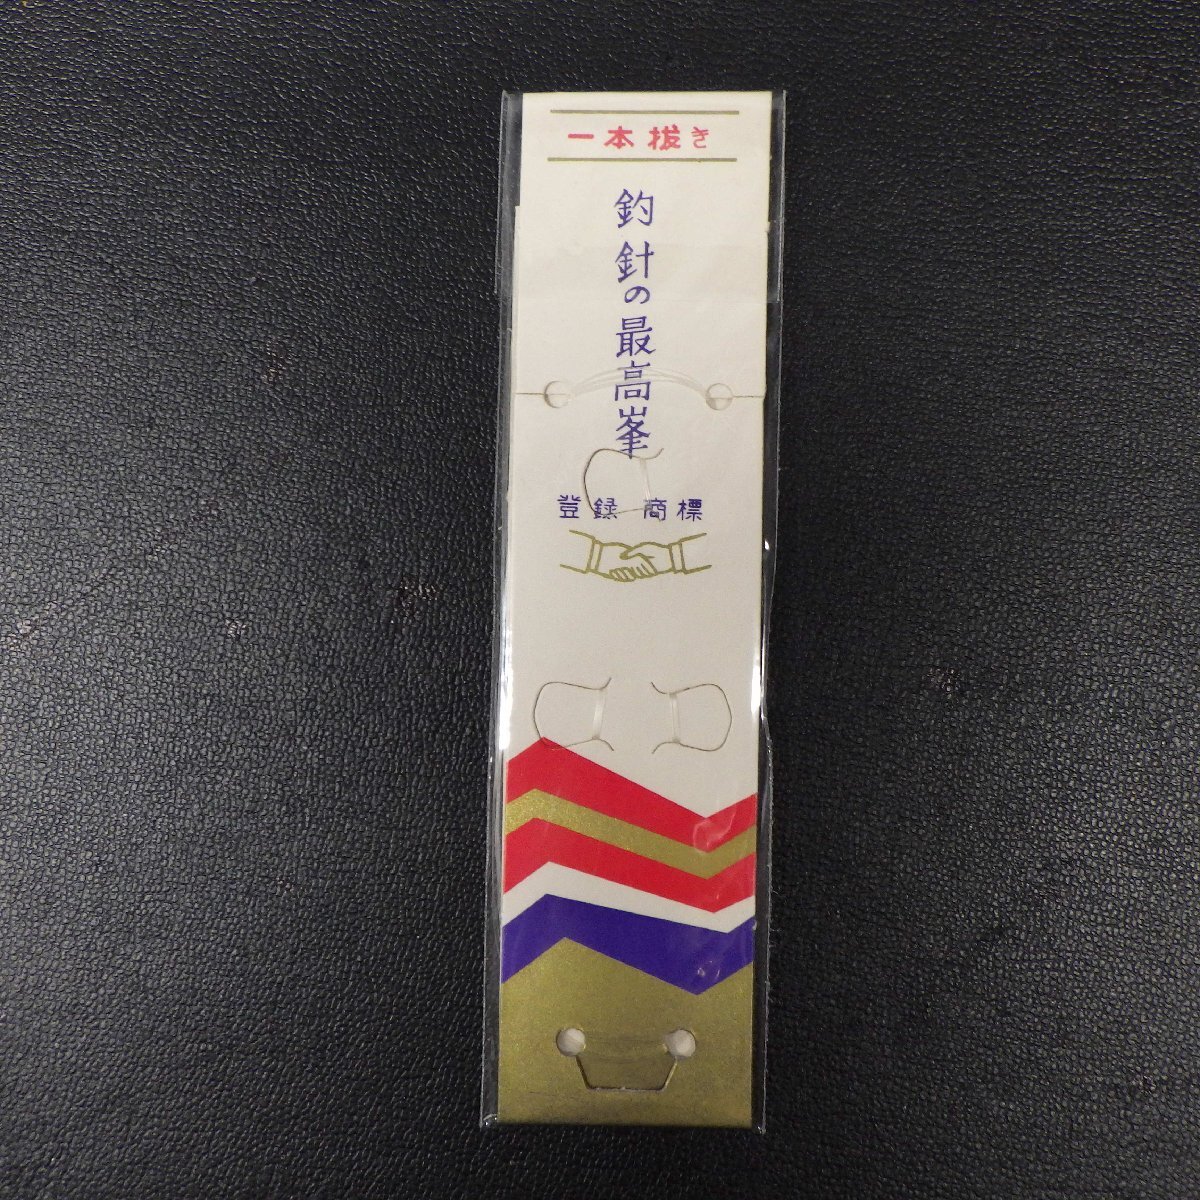 一本抜き
釣針の最高峯
登録 商標